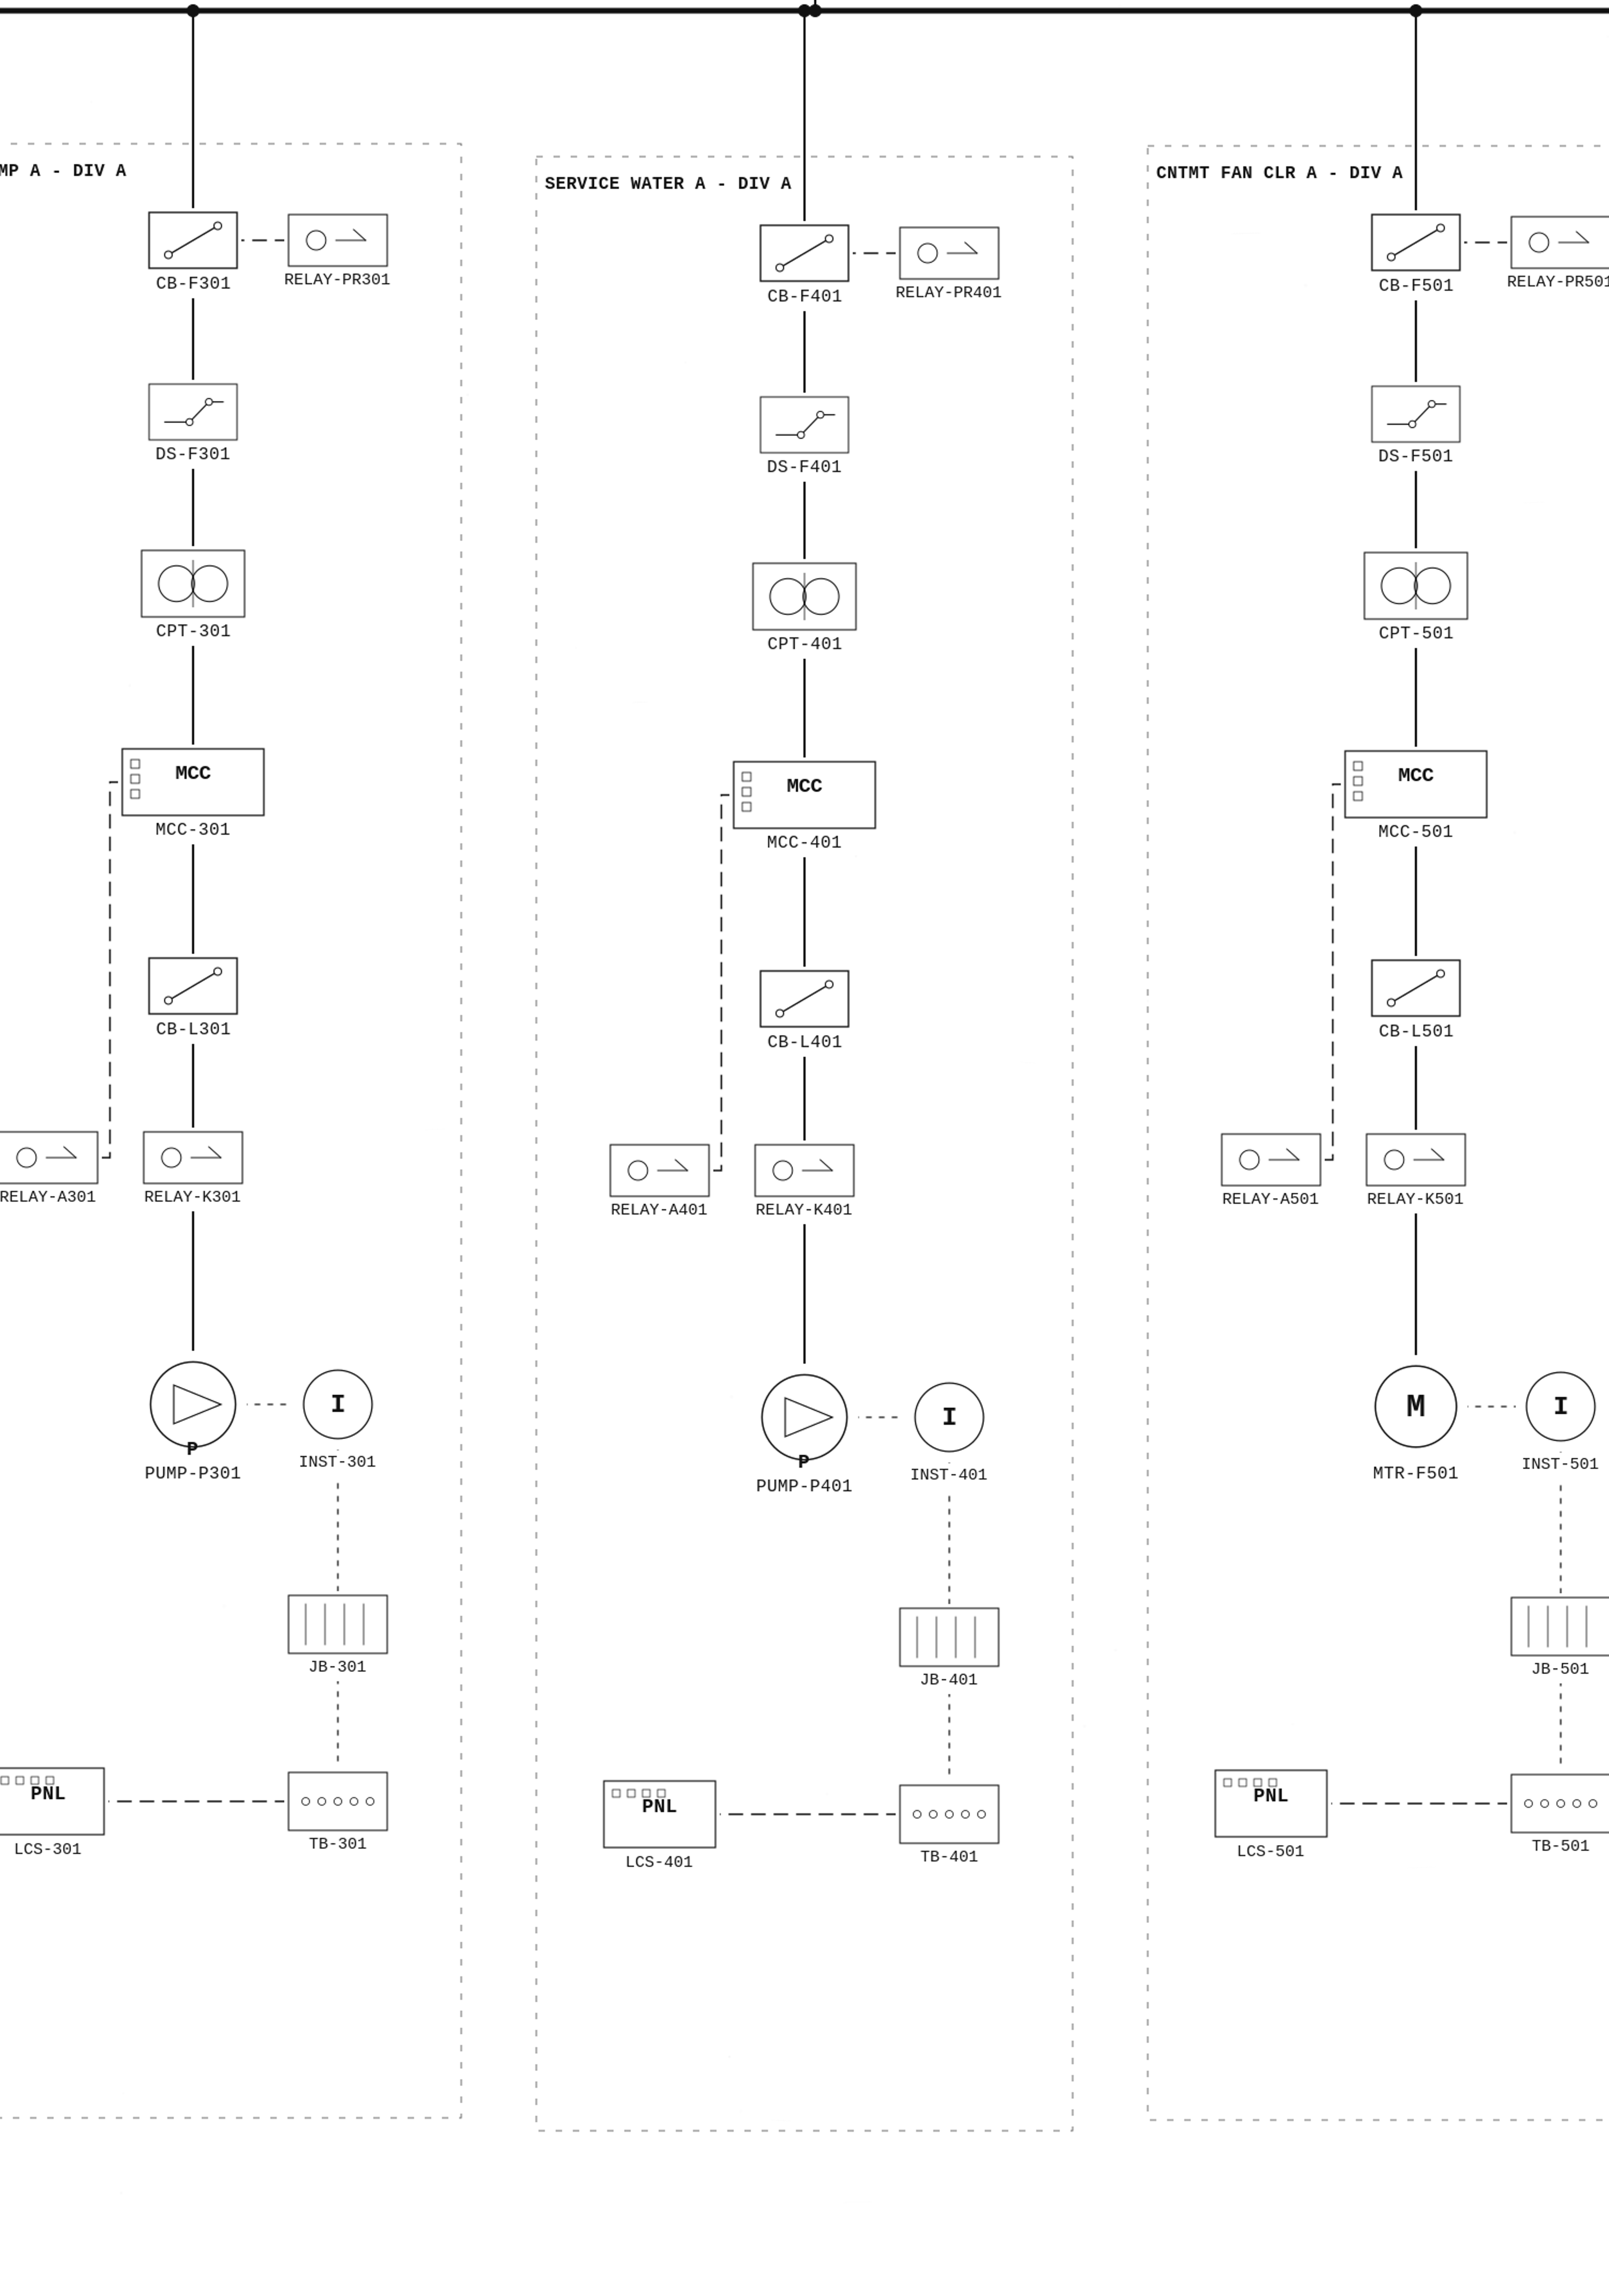 MP A - DIV A
CB-F301
RELAY-PR301
DS-F301
CPT-301
MCC
MCC-301
CB-L301
RELAY-A301
RELAY-K301
P
PUMP-P301
I
INST-301
JB-301
PNL
LCS-301
TB-301
SERVICE WATER A - DIV A
CB-F401
RELAY-PR401
DS-F401
CPT-401
MCC
MCC-401
CB-L401
RELAY-A401
RELAY-K401
P
PUMP-P401
I
INST-401
JB-401
PNL
LCS-401
TB-401
CNTMT FAN CLR A - DIV A
CB-F501
RELAY-PR501
DS-F501
CPT-501
MCC
MCC-501
CB-L501
RELAY-A501
RELAY-K501
M
MTR-F501
I
INST-501
JB-501
PNL
LCS-501
TB-501